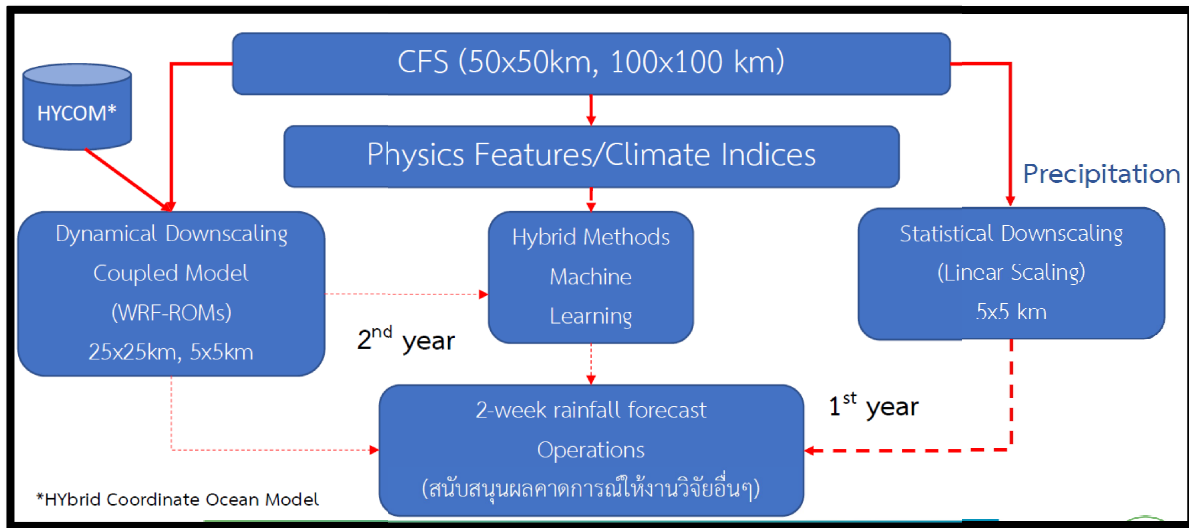 CFS (50x50km, 100x100 km)
HYCOM*
Physics Features/Climate Indices
Precipitation
Dynamical Downscaling
Coupled Model
(WRF-ROMs)
25x25km, 5x5km
Hybrid Methods
Machine
Learning
Statistical Downscaling
(Linear Scaling)
5x5 km
2nd year
1st year
2-week rainfall forecast
Operations
(สนับสนุนผลคาดการณ์ให้งานวิจัยอื่นๆ)
*HYbrid Coordinate Ocean Model